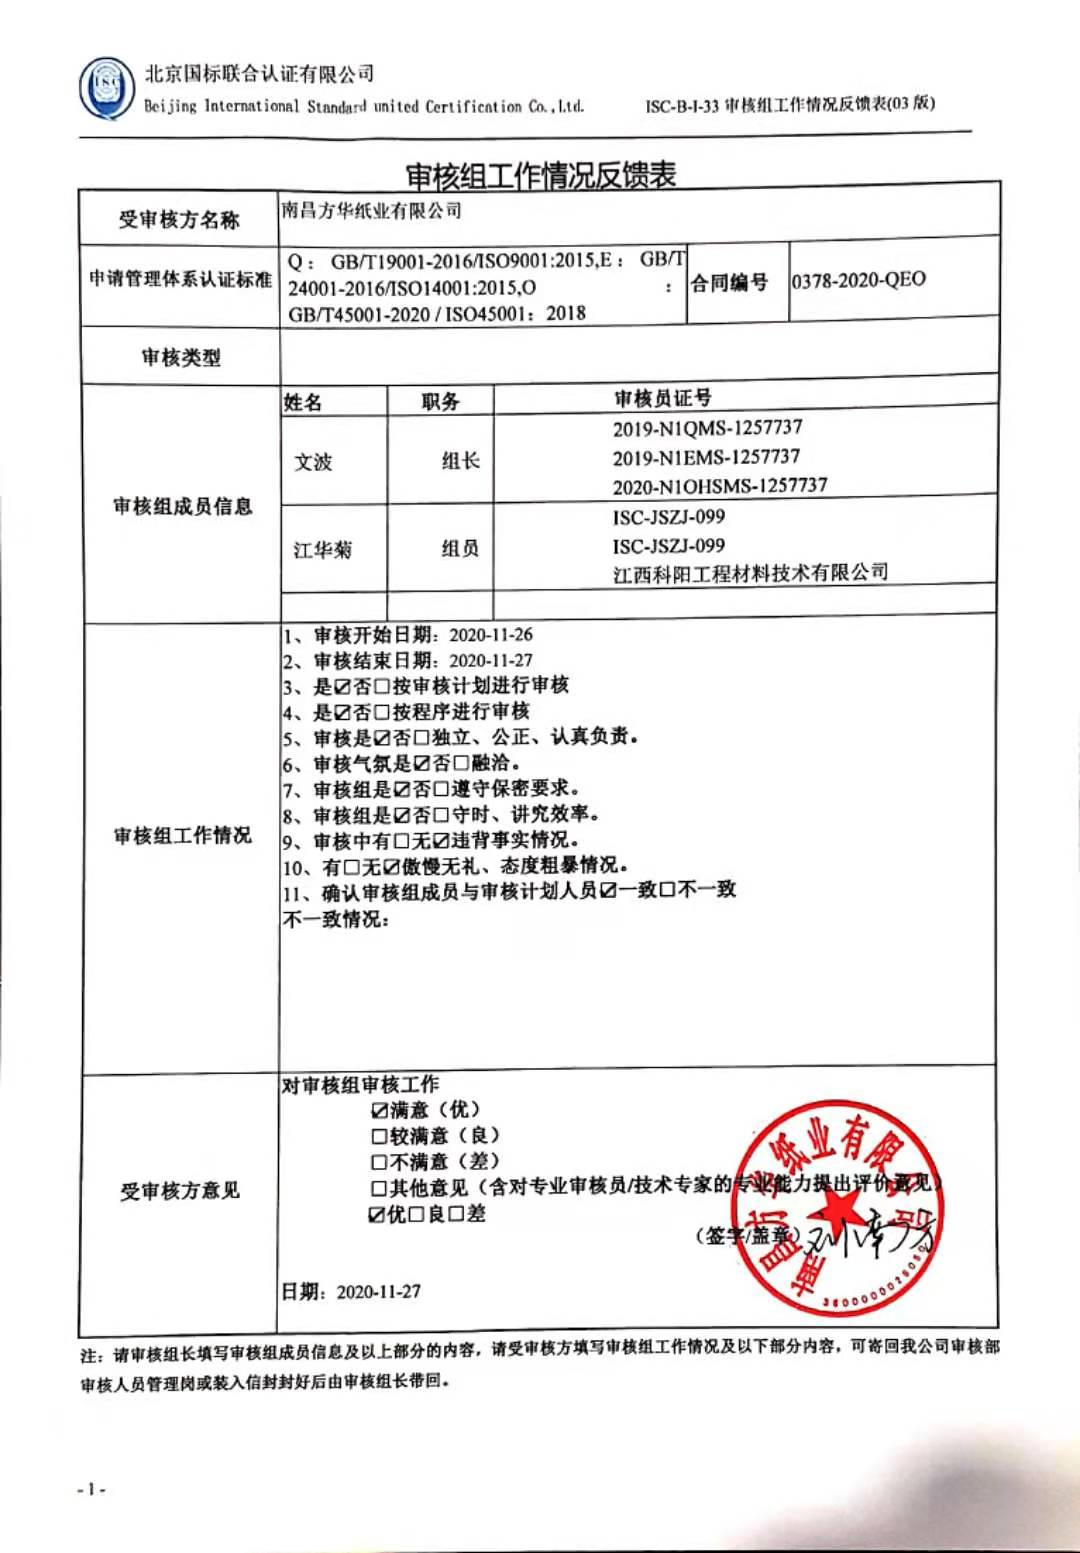 ISC
北京国标联合认证有限公司
Beijing International Standard united Certification Co.,Ltd.
ISC-B-I-33 审核组工作情况反馈表(03 版)
审核组工作情况反馈表
受审核方名称
南昌方华纸业有限公司
申请管理体系认证标准
Q： GB/T19001-2016/ISO9001:2015,E： GB/T
24001-2016/ISO14001:2015,O ：
GB/T45001-2020 / ISO45001：2018
合同编号
0378-2020-QEO
审核类型
审核组成员信息
姓名 职务 审核员证号
文波 组长
2019-N1QMS-1257737
2019-N1EMS-1257737
2020-N1OHSMS-1257737
江华菊 组员
ISC-JSZJ-099
ISC-JSZJ-099
江西科阳工程材料技术有限公司
审核组工作情况
1、审核开始日期：2020-11-26
2、审核结束日期：2020-11-27
3、是☑否□按审核计划进行审核
4、是☑否□按程序进行审核
5、审核是☑否□独立、公正、认真负责。
6、审核气氛是☑否□融洽。
7、审核组是☑否□遵守保密要求。
8、审核组是☑否□守时、讲究效率。
9、审核中有□无☑违背事实情况。
10、有□无☑傲慢无礼、态度粗暴情况。
11、确认审核组成员与审核计划人员☑一致□不一致
不一致情况：
受审核方意见
对审核组审核工作
☑满意（优）
□较满意（良）
□不满意（差）
□其他意见（含对专业审核员/技术专家的专业能力提出评价意见）
☑优□良□差
（签字/盖章）
南昌方华纸业有限公司
日期：2020-11-27
注：请审核组长填写审核组成员信息及以上部分的内容，请受审核方填写审核组工作情况及以下部分内容，可寄回我公司审核部
审核人员管理岗或装入信封封好后由审核组长带回。
-1-